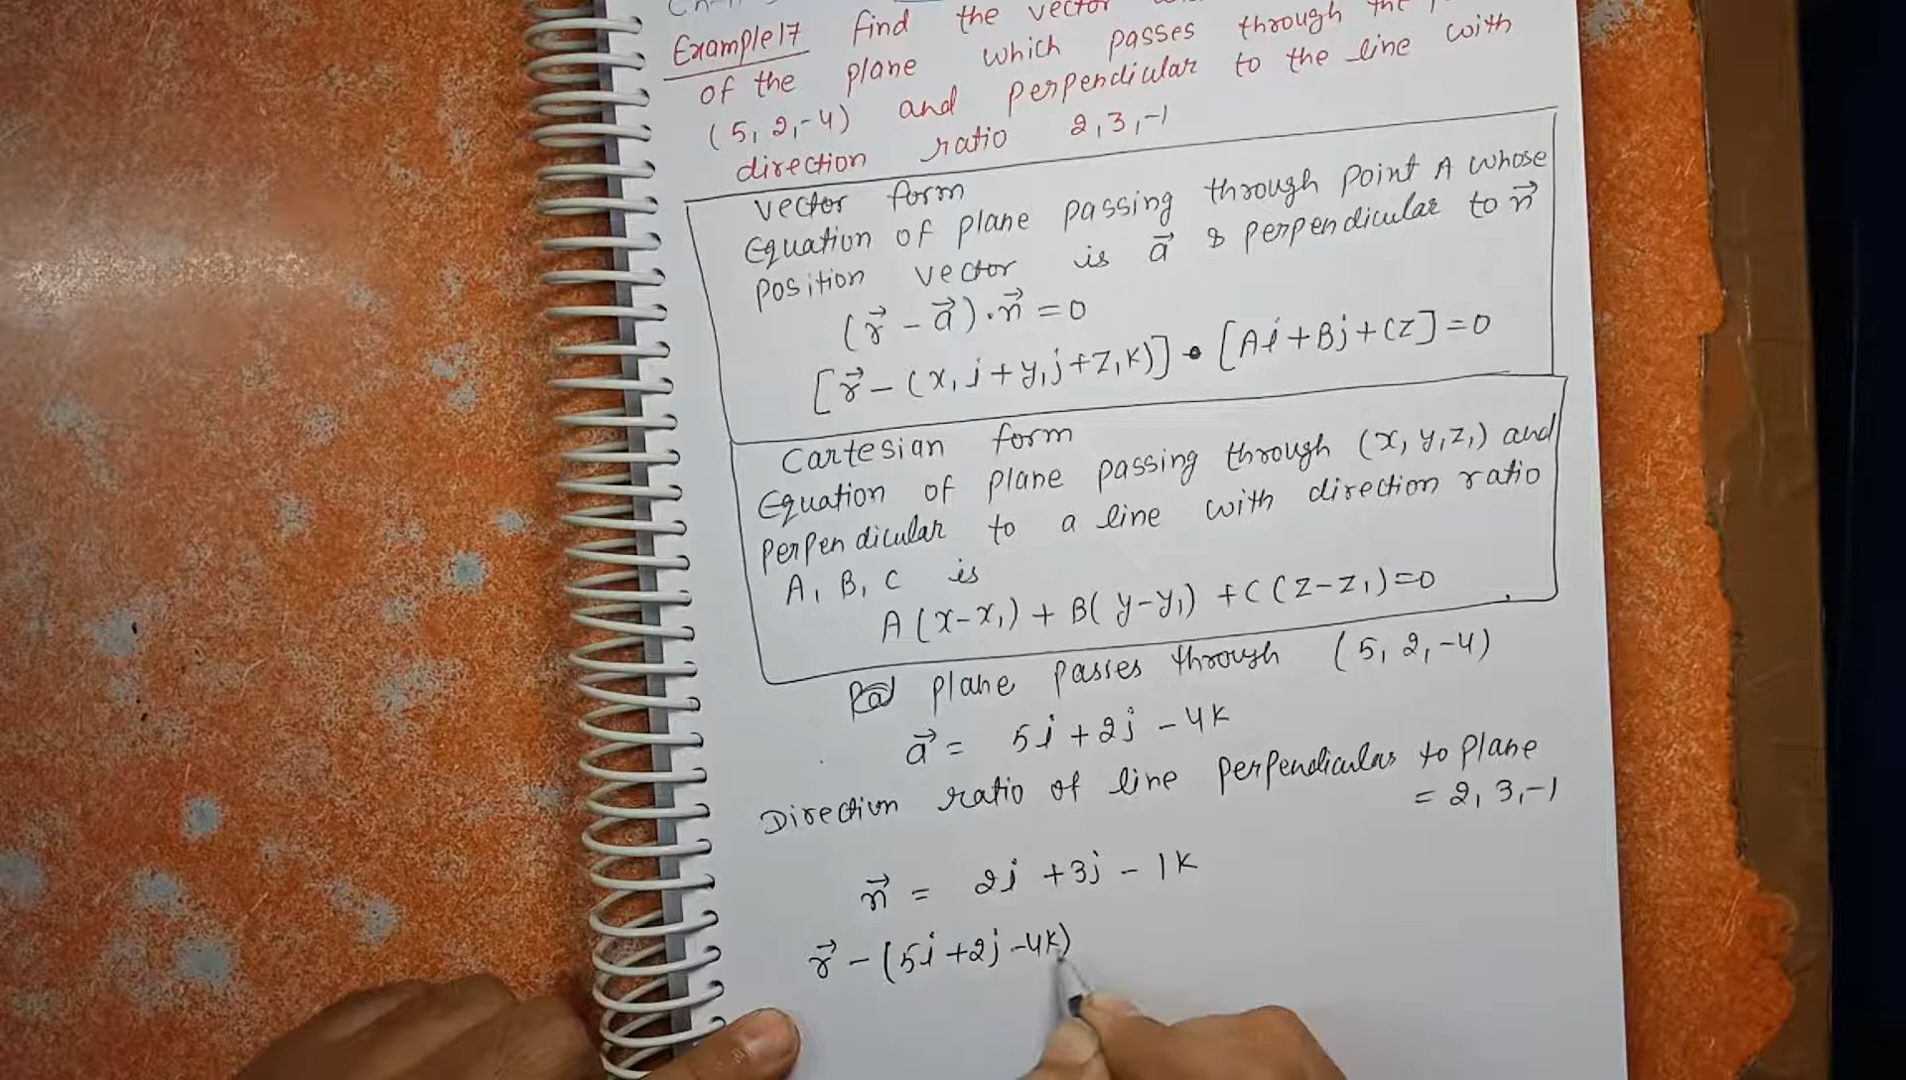 Example 17 find the vector
of the plane which passes through the
(5, 2, -4) and perpendicular to the line with
direction ratio 2, 3, -1
vector form
Equation of plane passing through Point A whose
position vector is a⃗ & perpendicular to n⃗
(r⃗ - a⃗) . n⃗ = 0
[r⃗ - (x₁i + y₁j + z₁k)] • [Ai + Bj + CZ] = 0
Cartesian form
Equation of plane passing through (x₁ y₁ z₁) and
perpendicular to a line with direction ratio
A, B, C is
A(x-x₁) + B(y-y₁) + C(z-z₁) = 0
plane passes through (5, 2, -4)
a⃗ = 5i + 2j - 4k
Direction ratio of line perpendicular to plane
= 2, 3, -1
n⃗ = 2i + 3j - 1k
r⃗ - (5i + 2j - 4k)